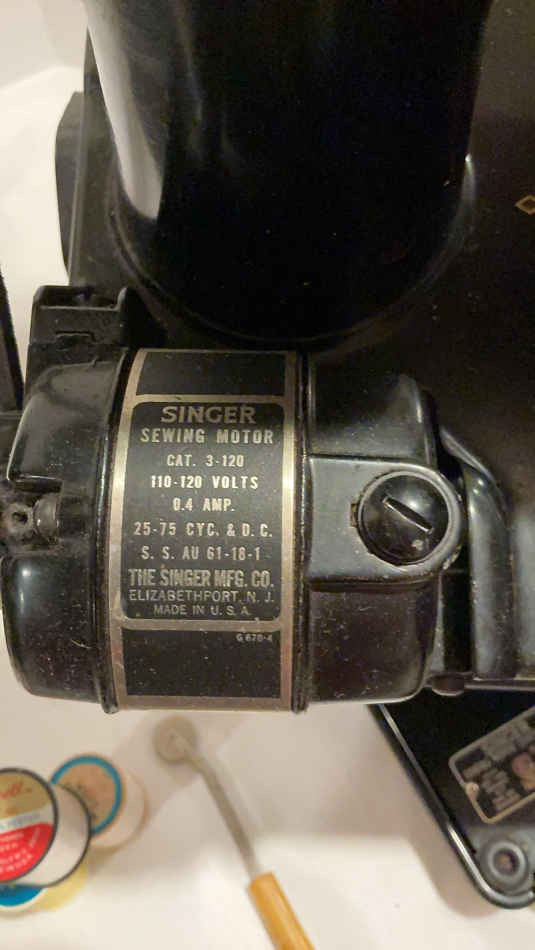 SINGER
SEWING MOTOR
CAT. 3-120
110-120 VOLTS
0.4 AMP.
25-75 CYC. & D.C.
S. S. AU 61-18-1
THE SINGER MFG. CO.
ELIZABETHPORT, N. J.
MADE IN U. S. A.
G 670-4